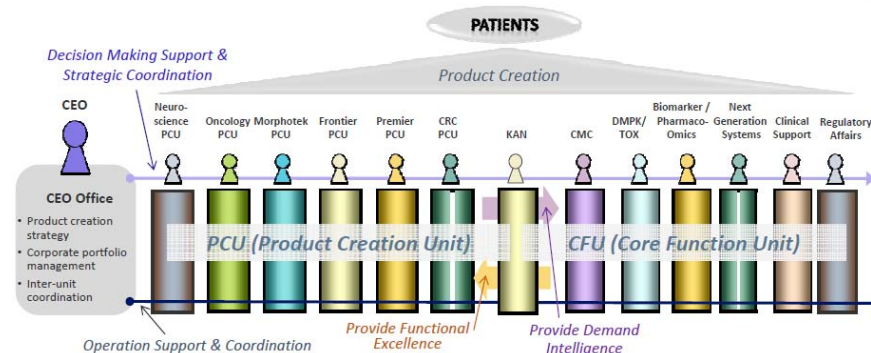 PATIENTS
Decision Making Support &
Strategic Coordination
Product Creation
CEO
Neuro-
science
PCU
Oncology
PCU
Morphotek
PCU
Frontier
PCU
Premier
PCU
CRC
PCU
KAN
CMC
DMPK/
TOX
Biomarker /
Pharmaco-
Omics
Next
Generation
Systems
Clinical
Support
Regulatory
Affairs
CEO Office
• Product creation
strategy
• Corporate portfolio
management
• Inter-unit
coordination
PCU (Product Creation Unit)
CFU (Core Function Unit)
Operation Support & Coordination
Provide Functional
Excellence
Provide Demand
Intelligence